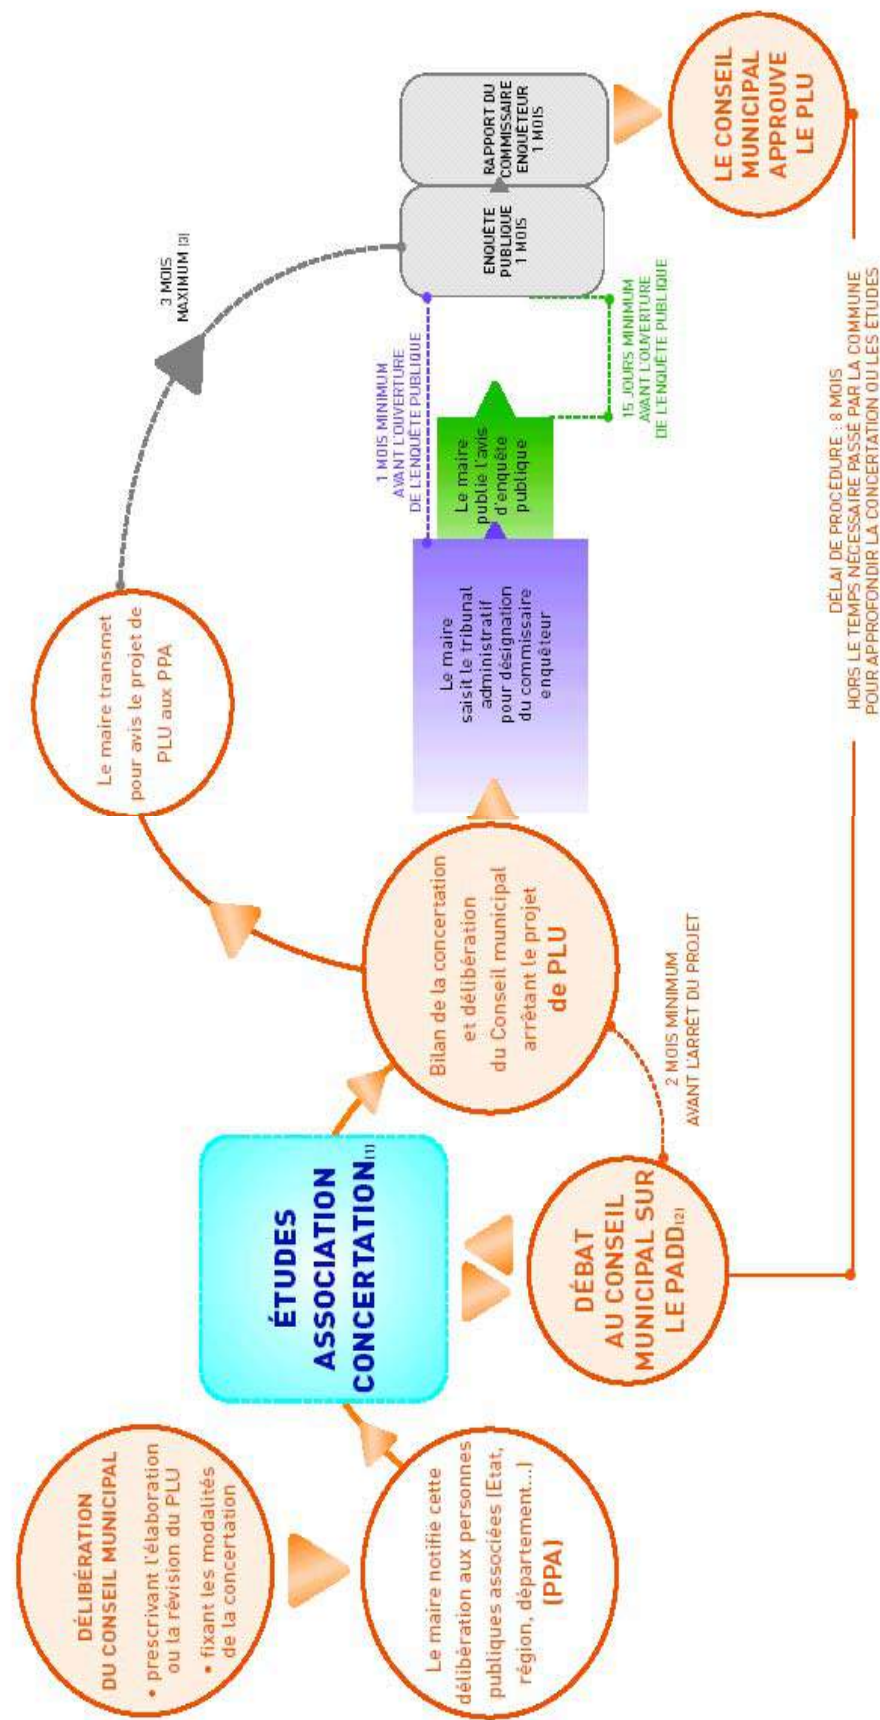 DÉLIBÉRATION
DU CONSEIL MUNICIPAL
• prescrivant l'élaboration
ou la révision du PLU
• fixant les modalités
de la concertation
Le maire notifie cette
délibération aux personnes
publiques associées (Etat,
région, département...)
(PPA)
ÉTUDES
ASSOCIATION
CONCERTATION(1)
DÉBAT
AU CONSEIL
MUNICIPAL SUR
LE PADD(2)
2 MOIS MINIMUM
AVANT L'ARRÊT DU PROJET
Bilan de la concertation
et délibération
du Conseil municipal
arrêtant le projet
de PLU
Le maire transmet
pour avis le projet de
PLU aux PPA
3 MOIS
MAXIMUM (3)
Le maire
saisit le tribunal
administratif
pour désignation
du commissaire
enquêteur
1 MOIS MINIMUM
AVANT L'OUVERTURE
DE L'ENQUÊTE PUBLIQUE
Le maire
publie l'avis
d'enquête
publique
15 JOURS MINIMUM
AVANT L'OUVERTURE
DE L'ENQUÊTE PUBLIQUE
ENQUÊTE
PUBLIQUE
1 MOIS
RAPPORT DU
COMMISSAIRE
ENQUÊTEUR
1 MOIS
LE CONSEIL
MUNICIPAL
APPROUVE
LE PLU
DÉLAI DE PROCÉDURE : 8 MOIS
HORS LE TEMPS NÉCESSAIRE PASSÉ PAR LA COMMUNE
POUR APPROFONDIR LA CONCERTATION OU LES ÉTUDES